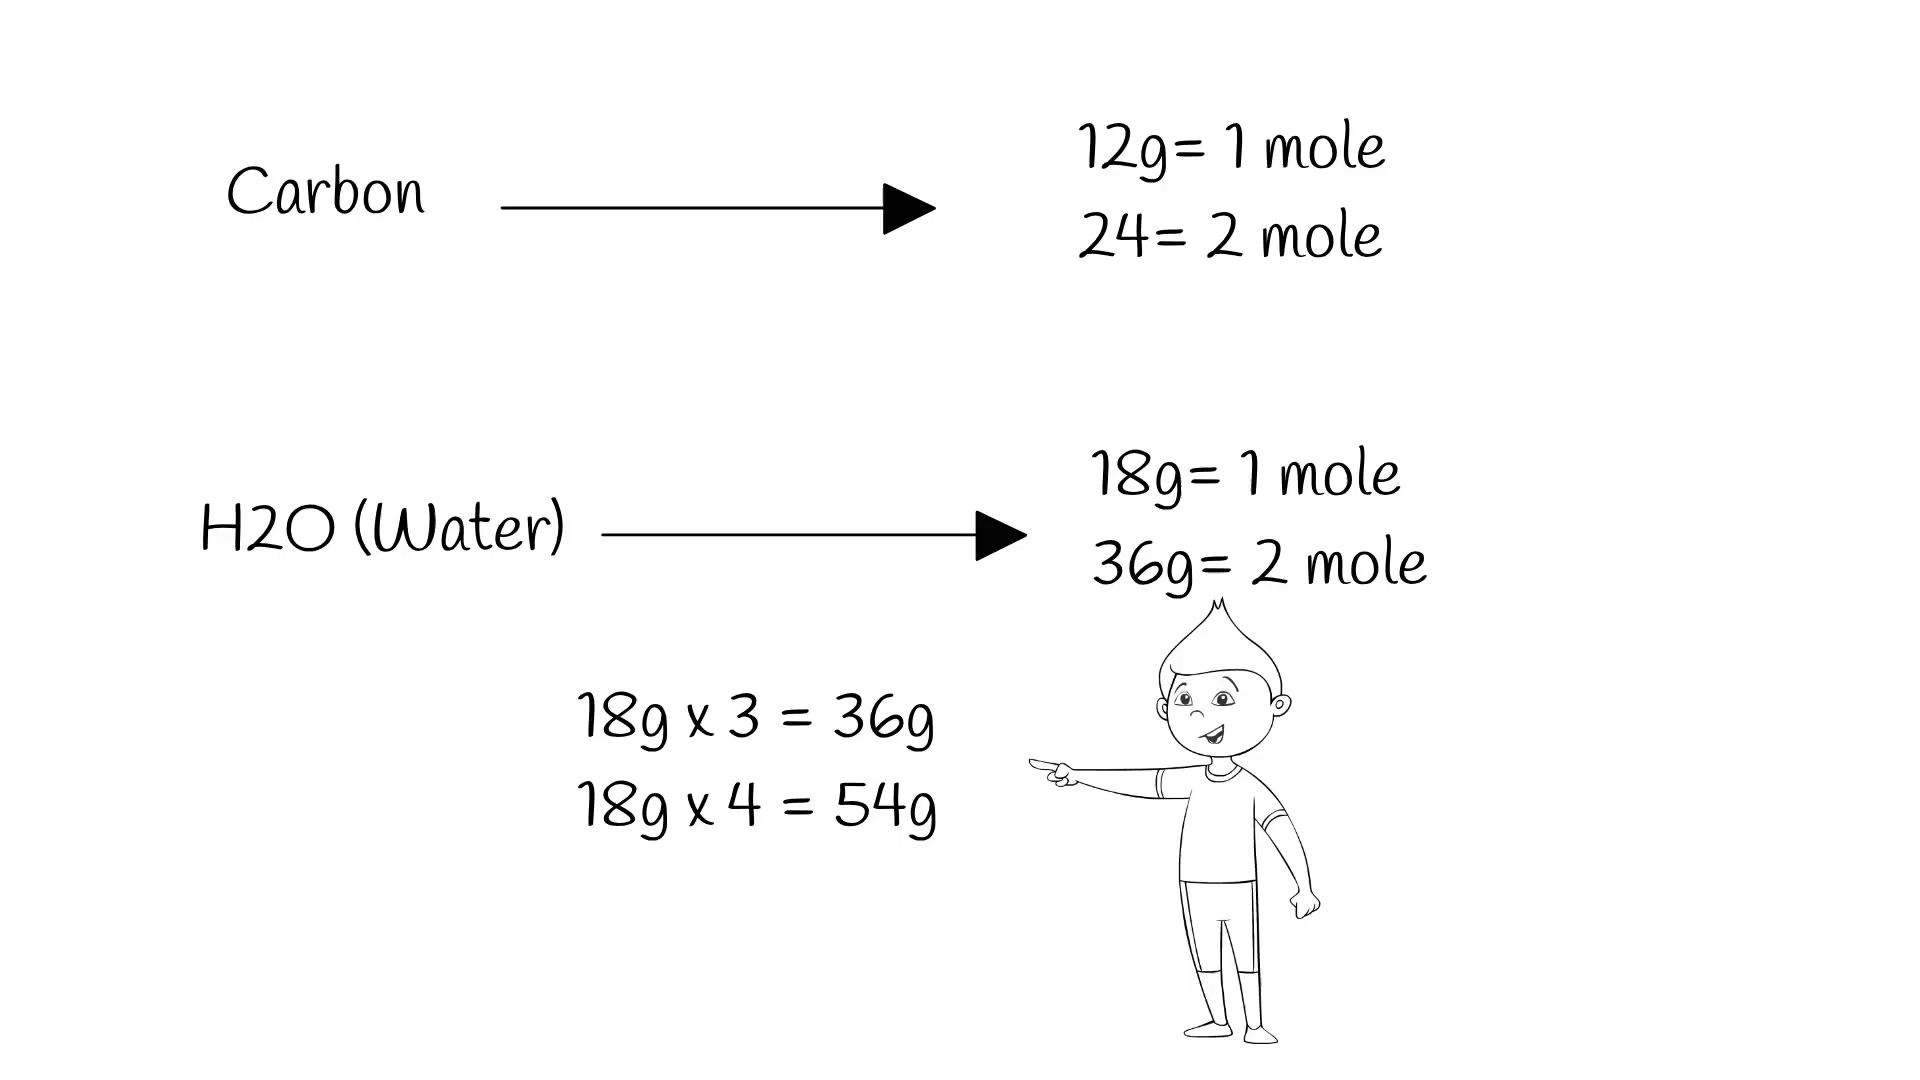 Carbon
12g= 1 mole
24= 2 mole
H2O (Water)
18g= 1 mole
36g= 2 mole
18g x 3 = 36g
18g x 4 = 54g